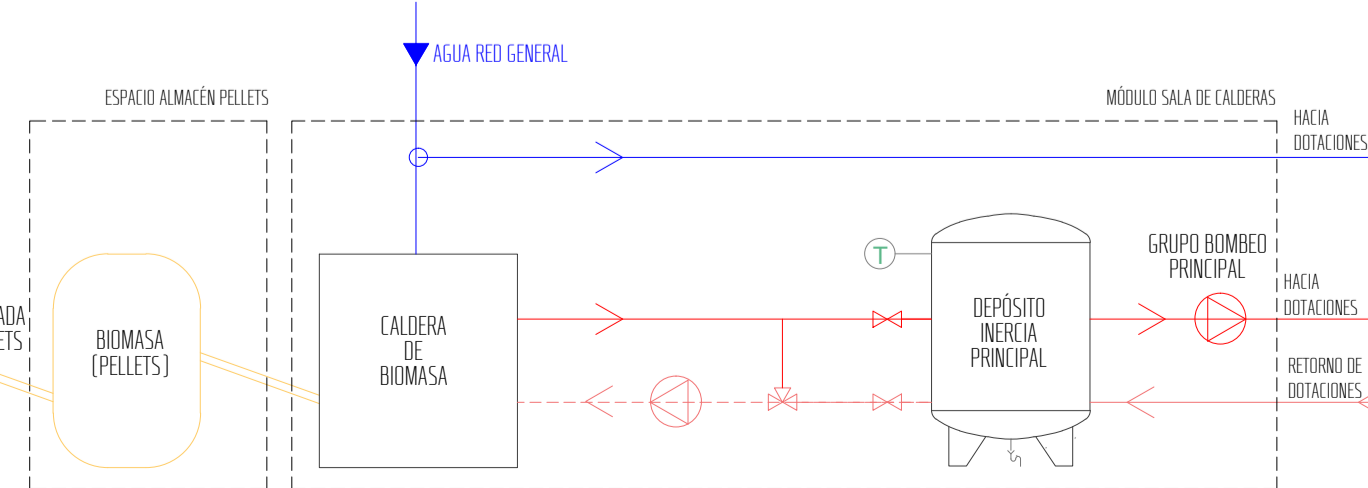 AGUA RED GENERAL
ESPACIO ALMACÉN PELLETS
MÓDULO SALA DE CALDERAS
HACIA
DOTACIONES
T
GRUPO BOMBEO
PRINCIPAL
HACIA
DOTACIONES
DEPÓSITO
INERCIA
PRINCIPAL
CALDERA
DE
BIOMASA
BIOMASA
(PELLETS)
RETORNO DE
DOTACIONES